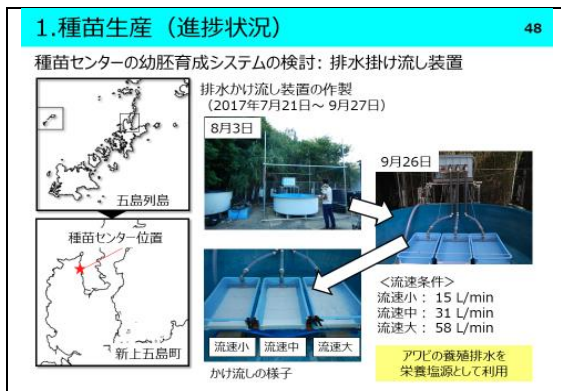 1.種苗生産（進捗状況）
48
種苗センターの幼胚育成システムの検討: 排水掛け流し装置
排水かけ流し装置の作製
（2017年7月21日～ 9月27日）
8月3日
9月26日
五島列島
種苗センター位置
新上五島町
流速小
流速中
流速大
かけ流しの様子
＜流速条件＞
流速小： 15 L/min
流速中： 31 L/min
流速大： 58 L/min
アワビの養殖排水を
栄養塩源として利用